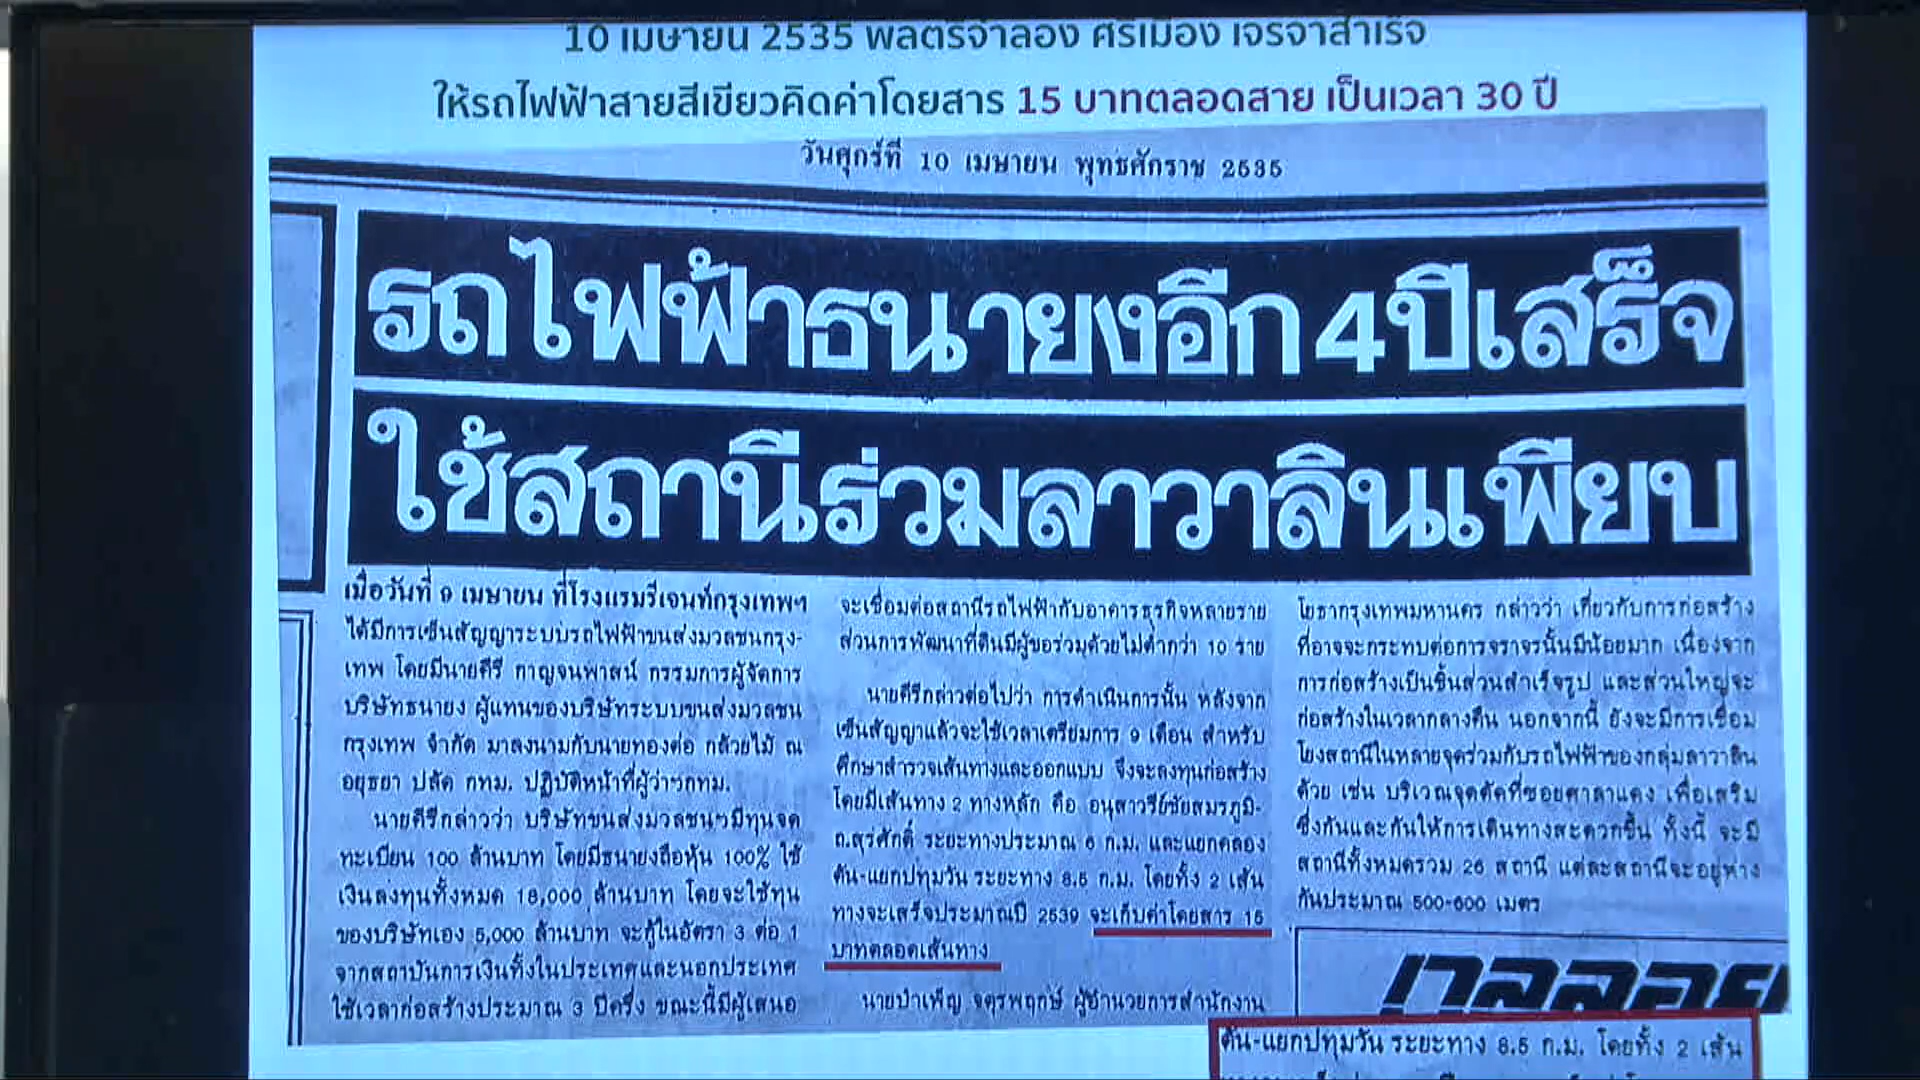 10 เมษายน 2535 พลตรีจำลอง ศรีเมือง เจรจาสำเร็จ
ให้รถไฟฟ้าสายสีเขียวคิดค่าโดยสาร 15 บาทตลอดสาย เป็นเวลา 30 ปี
วันศุกร์ที่ 10 เมษายน พุทธศักราช 2535
รถไฟฟ้าธนายงอีก 4 ปีเสร็จ
ใช้สถานีร่วมลาวาลินเพียบ
เมื่อวันที่ 9 เมษายน ที่โรงแรมรีเจนท์กรุงเทพฯ
ได้มีการเซ็นสัญญาระบบรถไฟฟ้าขนส่งมวลชนกรุง-
เทพ โดยมีนายคีรี กาญจนพาสน์ กรรมการผู้จัดการ
บริษัทธนายง ผู้แทนของบริษัทระบบขนส่งมวลชน
กรุงเทพ จำกัด มาลงนามกับนายทองต่อ กล้วยไม้ ณ
อยุธยา ปลัด กทม. ปฏิบัติหน้าที่ผู้ว่าฯกทม.
นายคีรีกล่าวว่า บริษัทขนส่งมวลชนฯมีทุนจด
ทะเบียน 100 ล้านบาท โดยมีธนายงถือหุ้น 100% ใช้
เงินลงทุนทั้งหมด 18,000 ล้านบาท โดยจะใช้ทุน
ของบริษัทเอง 5,000 ล้านบาท จะกู้ในอัตรา 3 ต่อ 1
จากสถาบันการเงินทั้งในประเทศและนอกประเทศ
ใช้เวลาก่อสร้างประมาณ 3 ปีครึ่ง ขณะนี้มีผู้เสนอ
จะเชื่อมต่อสถานีรถไฟฟ้ากับอาคารธุรกิจหลายราย
ส่วนการพัฒนาที่ดินมีผู้ขอร่วมด้วยไม่ต่ำกว่า 10 ราย
นายคีรีกล่าวต่อไปว่า การดำเนินการนั้น หลังจาก
เซ็นสัญญาแล้วจะใช้เวลาเตรียมการ 9 เดือน สำหรับ
ศึกษาสำรวจเส้นทางและออกแบบ จึงจะลงทุนก่อสร้าง
โดยมีเส้นทาง 2 ทางหลัก คือ อนุสาวรีย์ชัยสมรภูมิ-
ถ.สุรศักดิ์ ระยะทางประมาณ 6 ก.ม. และแยกคลอง
ตัน-แยกปทุมวัน ระยะทาง 8.5 ก.ม. โดยทั้ง 2 เส้น
ทางจะเสร็จประมาณปี 2539 จะเก็บค่าโดยสาร 15
บาทตลอดเส้นทาง
นายบำเพ็ญ จตุรพฤกษ์ ผู้อำนวยการสำนักงาน
โยธากรุงเทพมหานคร กล่าวว่า เกี่ยวกับการก่อสร้าง
ที่อาจจะกระทบต่อการจราจรนั้นมีน้อยมาก เนื่องจาก
การก่อสร้างเป็นชิ้นส่วนสำเร็จรูป และส่วนใหญ่จะ
ก่อสร้างในเวลากลางคืน นอกจากนี้ ยังจะมีการเชื่อม
โยงสถานีในหลายจุดร่วมกับรถไฟฟ้าของกลุ่มลาวาลิน
ด้วย เช่น บริเวณจุดตัดที่ซอยศาลาแดง เพื่อเสริม
ซึ่งกันและกันให้การเดินทางสะดวกขึ้น ทั้งนี้ จะมี
สถานีทั้งหมดรวม 26 สถานี แต่ละสถานีจะอยู่ห่าง
กันประมาณ 500-600 เมตร
ตัน-แยกปทุมวัน ระยะทาง 8.5 ก.ม. โดยทั้ง 2 เส้น